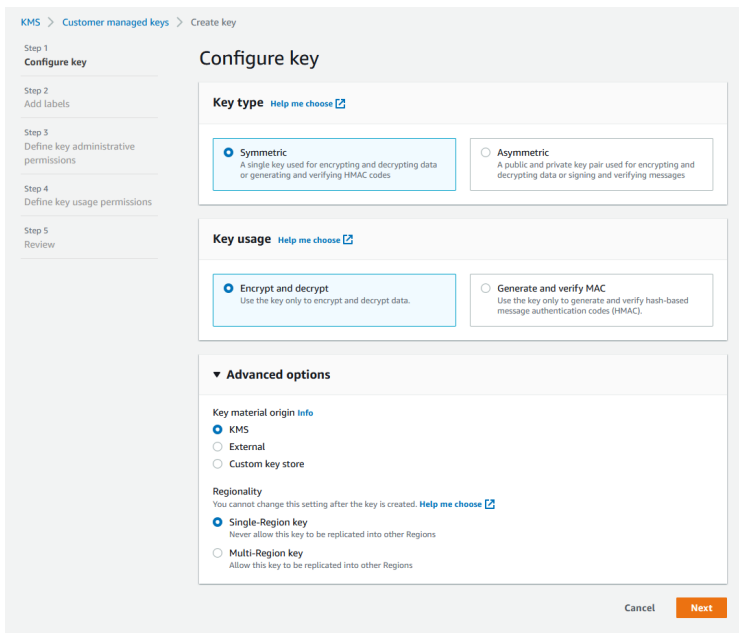 KMS > Customer managed keys > Create key
Step 1
Configure key
Step 2
Add labels
Step 3
Define key administrative
permissions
Step 4
Define key usage permissions
Step 5
Review
Configure key
Key type Help me choose
Symmetric
A single key used for encrypting and decrypting data
or generating and verifying HMAC codes
Asymmetric
A public and private key pair used for encrypting and
decrypting data or signing and verifying messages
Key usage Help me choose
Encrypt and decrypt
Use the key only to encrypt and decrypt data.
Generate and verify MAC
Use the key only to generate and verify hash-based
message authentication codes (HMAC).
Advanced options
Key material origin Info
KMS
External
Custom key store
Regionality
You cannot change this setting after the key is created. Help me choose
Single-Region key
Never allow this key to be replicated into other Regions
Multi-Region key
Allow this key to be replicated into other Regions
Cancel Next